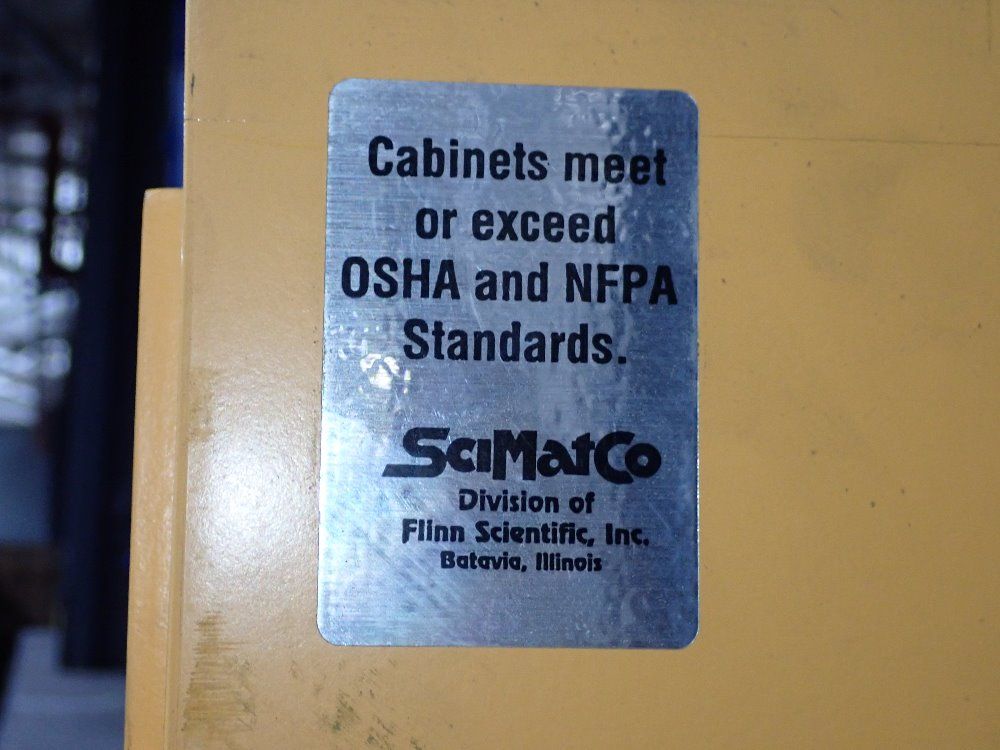 Cabinets meet
or exceed
OSHA and NFPA
Standards.
SciMatCo
Division of
Flinn Scientific, Inc.
Batavia, Illinois